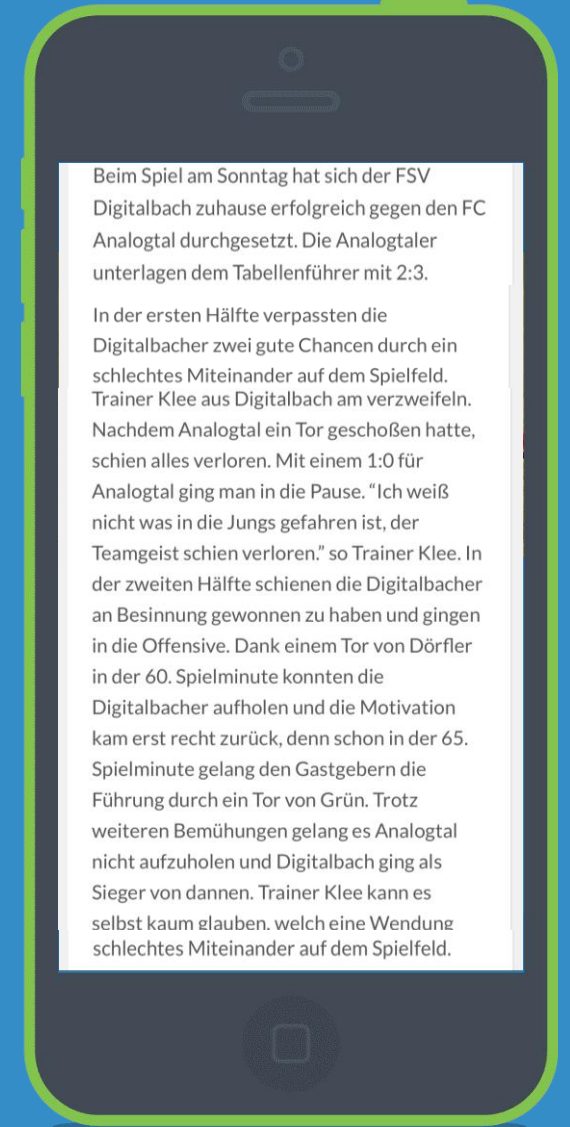 Beim Spiel am Sonntag hat sich der FSV
Digitalbach zuhause erfolgreich gegen den FC
Analogtal durchgesetzt. Die Analogtaler
unterlagen dem Tabellenführer mit 2:3.
In der ersten Hälfte verpassten die
Digitalbacher zwei gute Chancen durch ein
schlechtes Miteinander auf dem Spielfeld.
Trainer Klee aus Digitalbach am verzweifeln.
Nachdem Analogtal ein Tor geschoßen hatte,
schien alles verloren. Mit einem 1:0 für
Analogtal ging man in die Pause. “Ich weiß
nicht was in die Jungs gefahren ist, der
Teamgeist schien verloren.” so Trainer Klee. In
der zweiten Hälfte schienen die Digitalbacher
an Besinnung gewonnen zu haben und gingen
in die Offensive. Dank einem Tor von Dörfler
in der 60. Spielminute konnten die
Digitalbacher aufholen und die Motivation
kam erst recht zurück, denn schon in der 65.
Spielminute gelang den Gastgebern die
Führung durch ein Tor von Grün. Trotz
weiteren Bemühungen gelang es Analogtal
nicht aufzuholen und Digitalbach ging als
Sieger von dannen. Trainer Klee kann es
selbst kaum glauben, welch eine Wendung
schlechtes Miteinander auf dem Spielfeld.